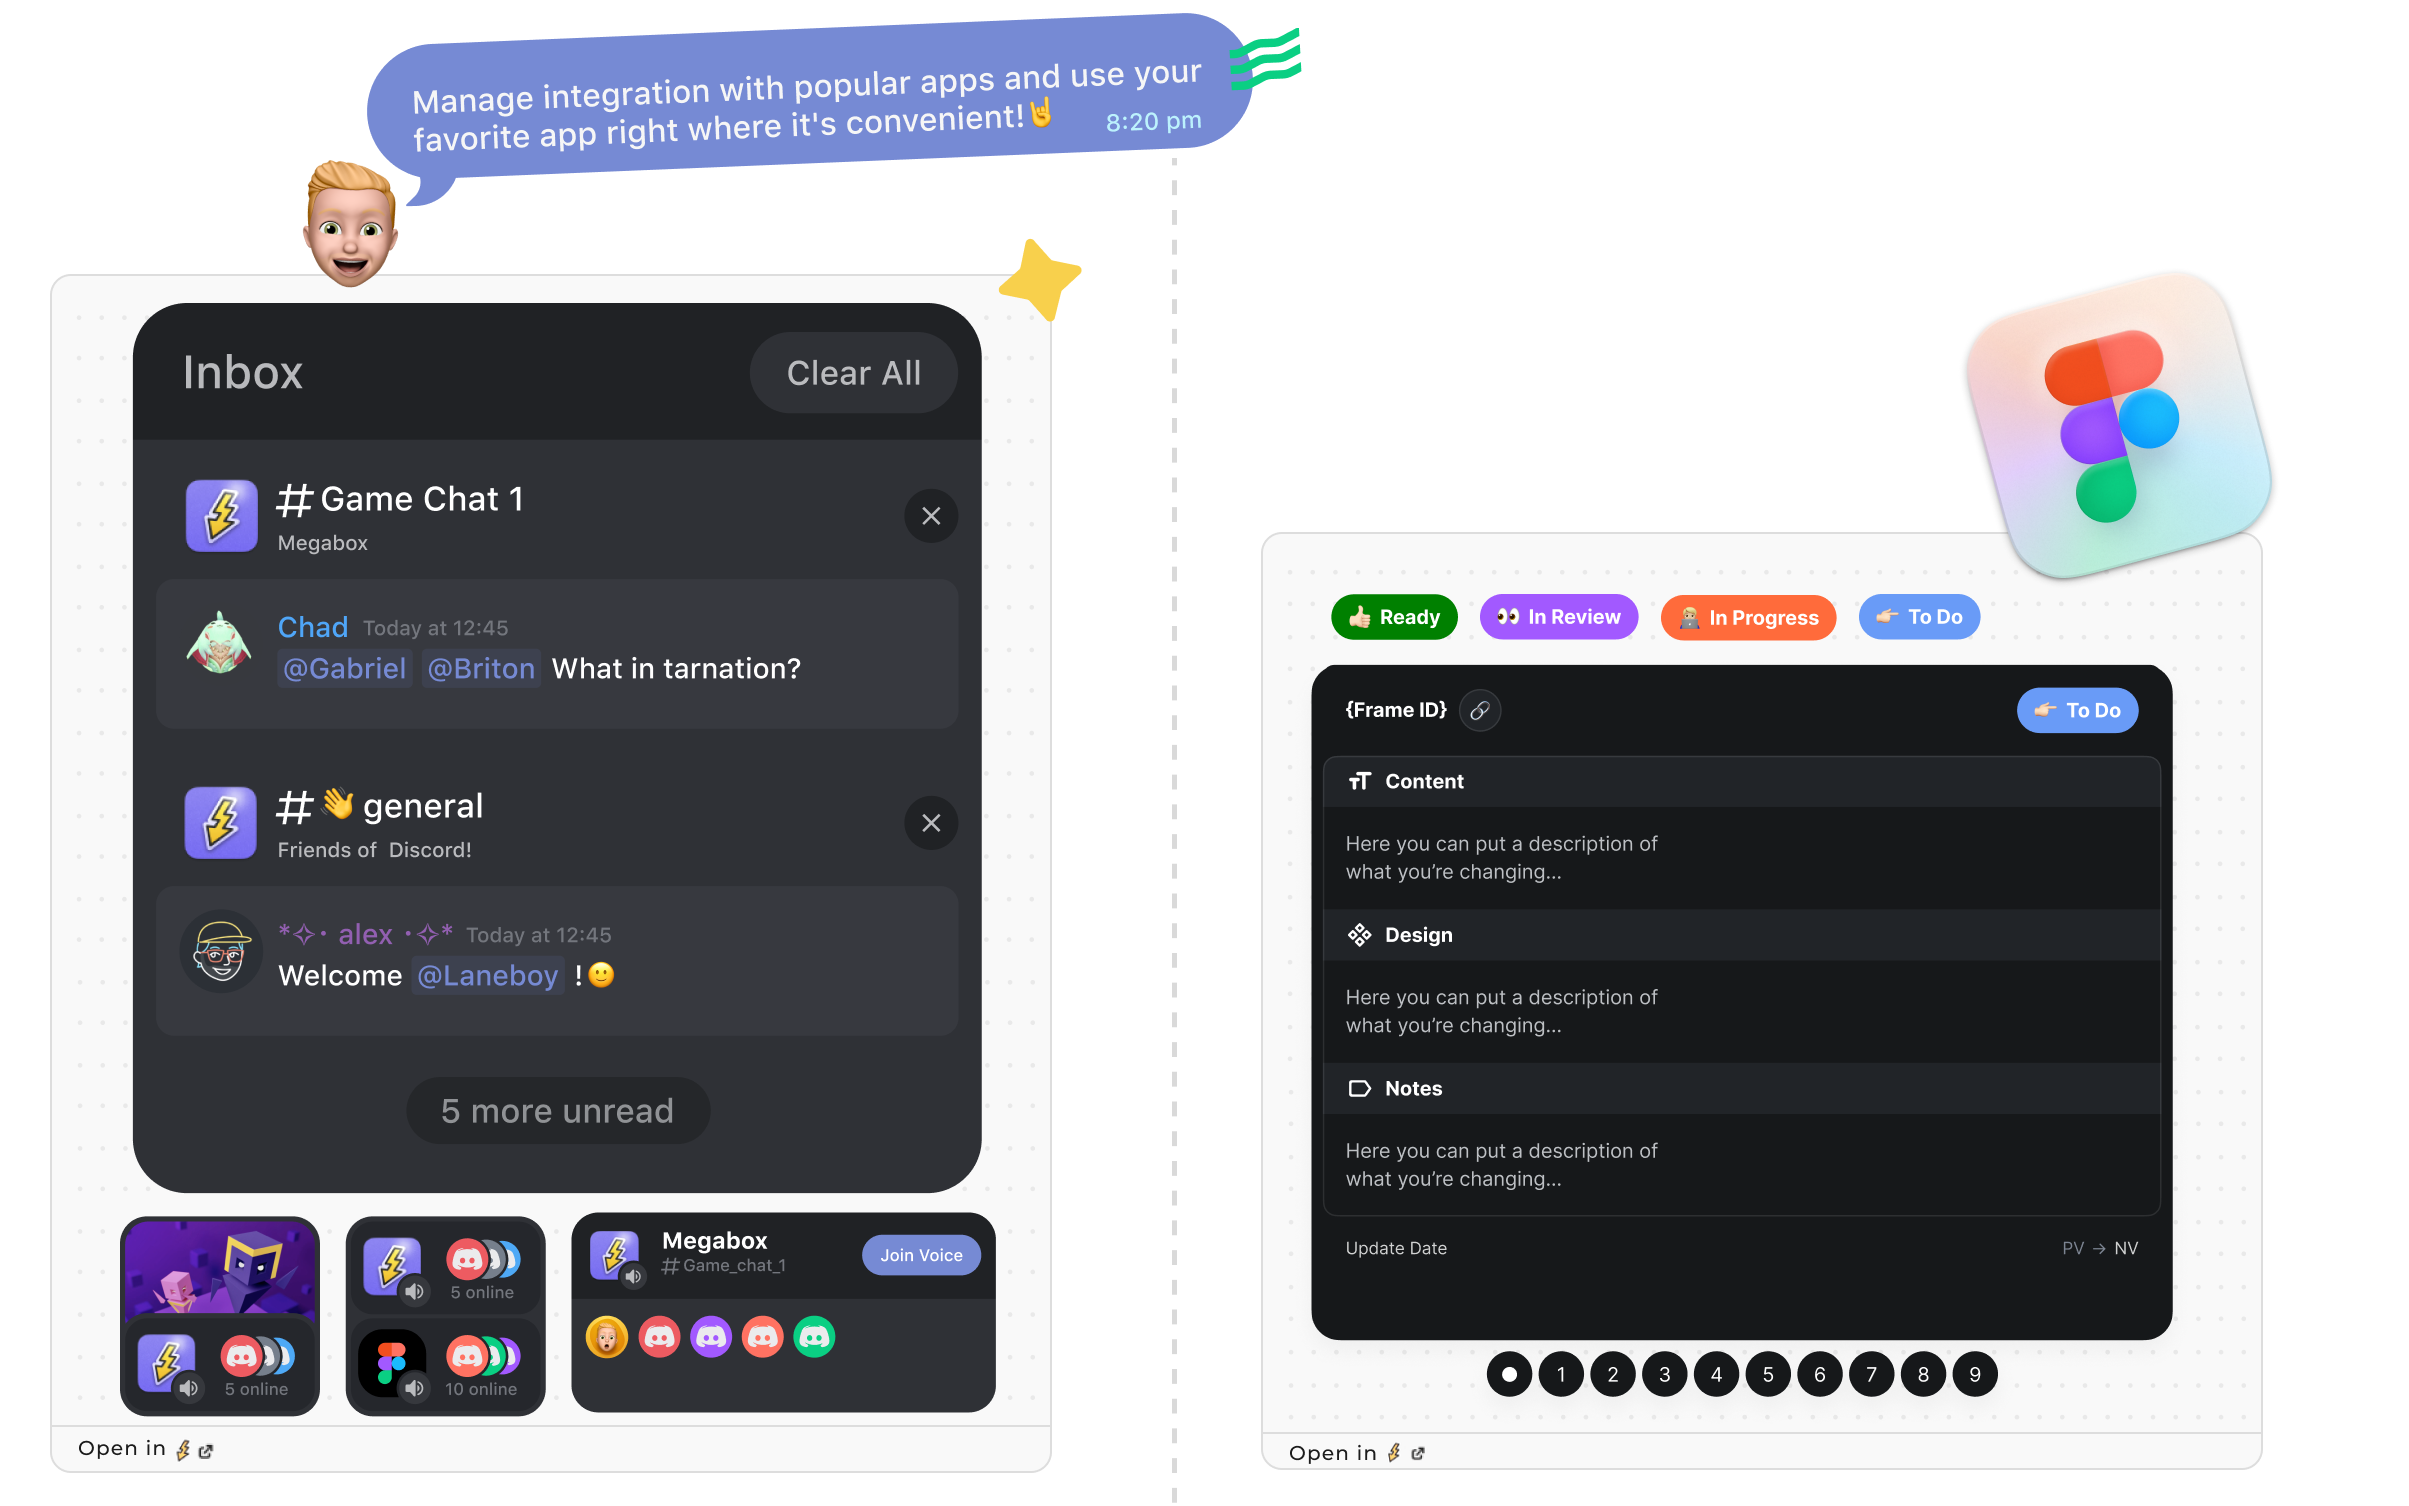 Manage integration with popular apps and use your
favorite app right where it's convenient!🤘
8:20 pm
Inbox
Clear All
#Game Chat 1
Megabox
Chad Today at 12:45
@Gabriel @Briton What in tarnation?
#👋 general
Friends of Discord!
*✧· alex ·✧* Today at 12:45
Welcome @Laneboy !🙂
5 more unread
5 online
5 online
10 online
Megabox
#Game_chat_1
Join Voice
Open in
👍🏻 Ready
👀 In Review
In Progress
👉🏻 To Do
{Frame ID}
👉🏻 To Do
Content
Here you can put a description of
what you’re changing...
Design
Here you can put a description of
what you’re changing...
Notes
Here you can put a description of
what you’re changing...
Update Date
PV → NV
1 2 3 4 5 6 7 8 9
Open in